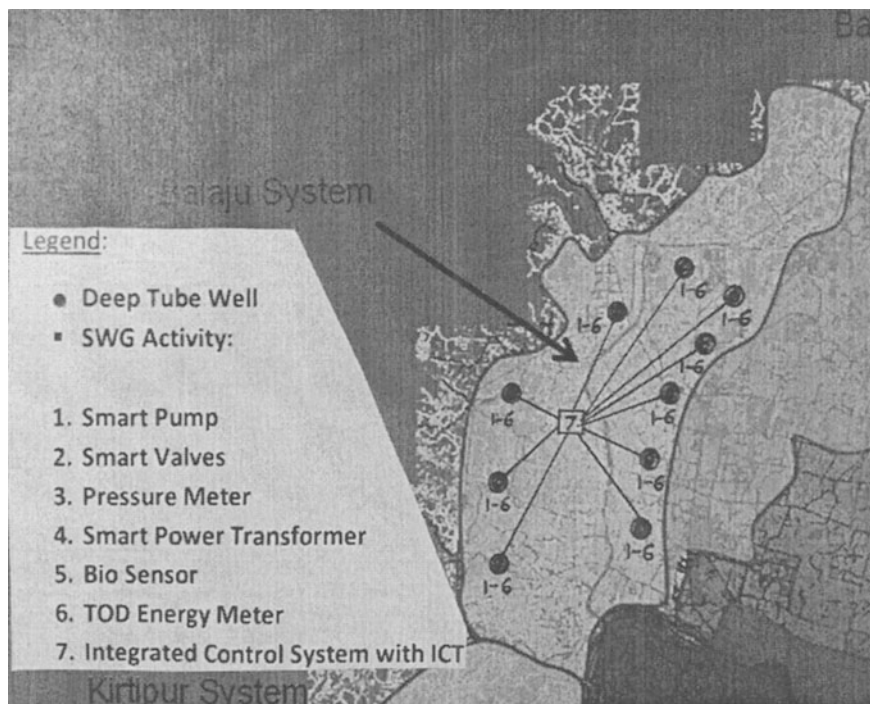 Ba
Balaju System
Legend:
● Deep Tube Well
▪ SWG Activity:
1. Smart Pump
2. Smart Valves
3. Pressure Meter
4. Smart Power Transformer
5. Bio Sensor
6. TOD Energy Meter
7. Integrated Control System with ICT
Kirtipur System
1-6
1-6
1-6
1-6
1-6
1-6
7
1-6
1-6
1-6
1-6